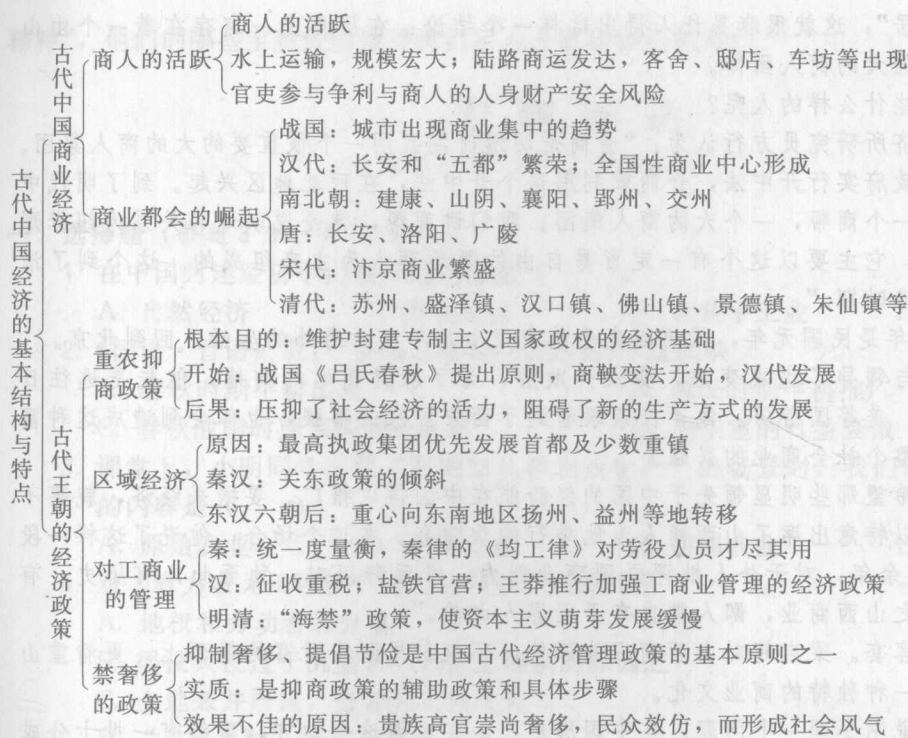 古代中国经济的基本结构与特点
古代中国商业经济
商人的活跃
商人的活跃
水上运输，规模宏大；陆路商运发达，客舍、邸店、车坊等出现
官吏参与争利与商人的人身财产安全风险
商业都会的崛起
战国：城市出现商业集中的趋势
汉代：长安和“五都”繁荣；全国性商业中心形成
南北朝：建康、山阴、襄阳、郢州、交州
唐：长安、洛阳、广陵
宋代：汴京商业繁盛
清代：苏州、盛泽镇、汉口镇、佛山镇、景德镇、朱仙镇等
古代王朝的经济政策
重农抑
商政策
根本目的：维护封建专制主义国家政权的经济基础
开始：战国《吕氏春秋》提出原则，商鞅变法开始，汉代发展
后果：压抑了社会经济的活力，阻碍了新的生产方式的发展
区域经济
原因：最高执政集团优先发展首都及少数重镇
秦汉：关东政策的倾斜
东汉六朝后：重心向东南地区扬州、益州等地转移
对工商业
的管理
秦：统一度量衡，秦律的《均工律》对劳役人员才尽其用
汉：征收重税；盐铁官营；王莽推行加强工商业管理的经济政策
明清：“海禁”政策，使资本主义萌芽发展缓慢
禁奢侈
的政策
抑制奢侈、提倡节俭是中国古代经济管理政策的基本原则之一
实质：是抑商政策的辅助政策和具体步骤
效果不佳的原因：贵族高官崇尚奢侈，民众效仿，而形成社会风气